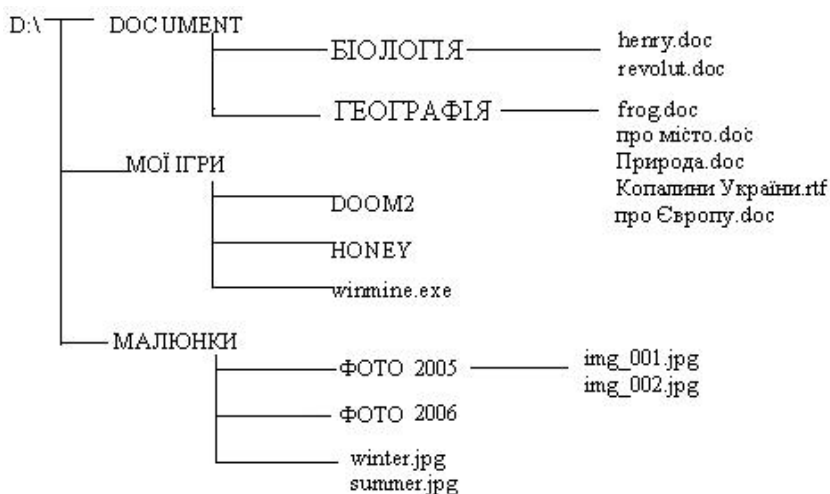 D:\ DOCUMENT
БІОЛОГІЯ
henry.doc
revolut.doc
ГЕОГРАФІЯ
frog.doc
про місто.doc
Природа.doc
Копалини України.rtf
про Європу.doc
МОЇ ІГРИ
DOOM2
HONEY
winmine.exe
МАЛЮНКИ
ФОТО 2005
img_001.jpg
img_002.jpg
ФОТО 2006
winter.jpg
summer.jpg